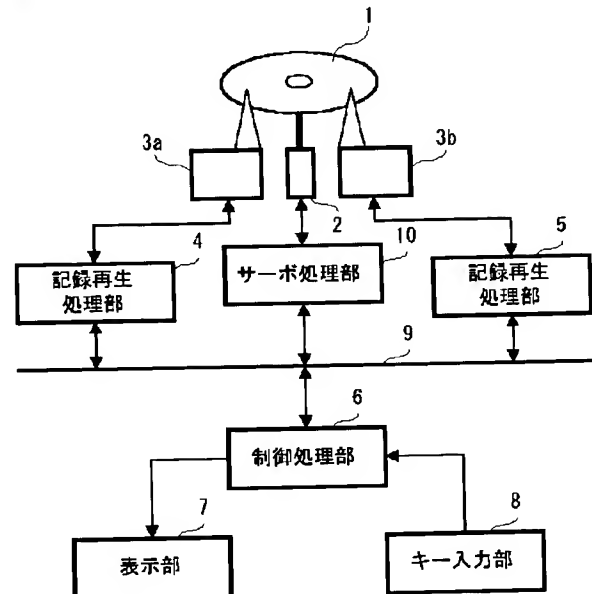 1
3a
3b
2
4
10
5
記録再生
処理部
サーボ処理部
記録再生
処理部
9
6
制御処理部
7
8
表示部
キー入力部